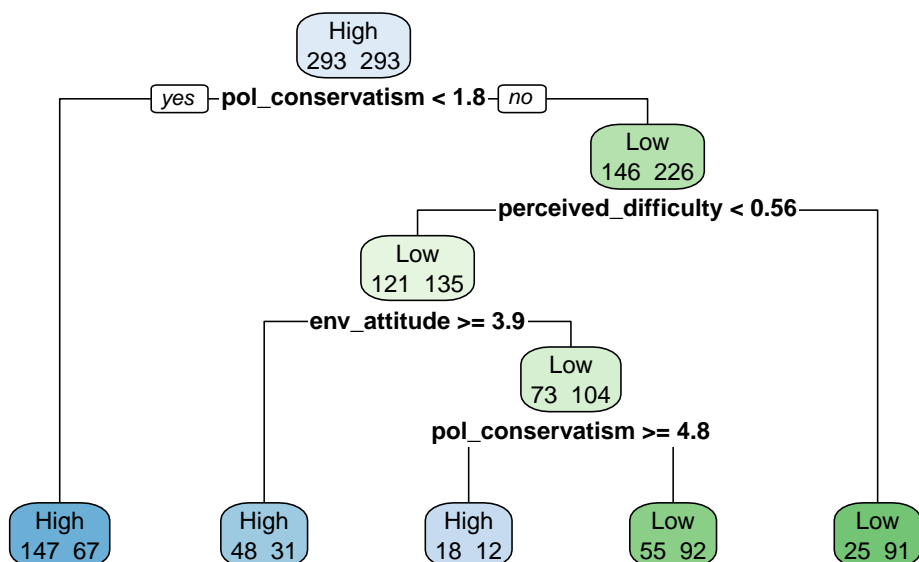 High
293 293
yes pol_conservatism < 1.8 no
Low
146 226
perceived_difficulty < 0.56
Low
121 135
env_attitude >= 3.9
Low
73 104
pol_conservatism >= 4.8
High
147 67
High
48 31
High
18 12
Low
55 92
Low
25 91